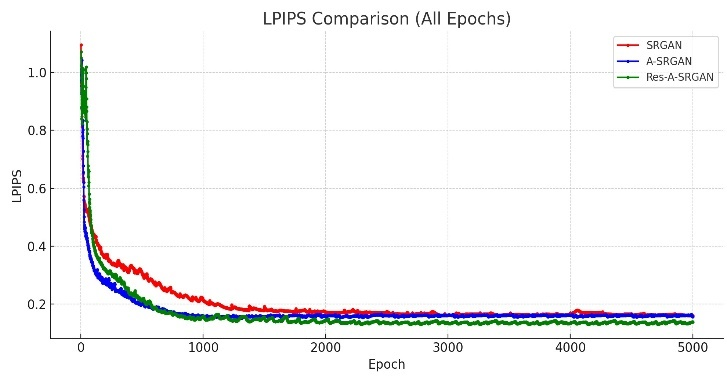 LPIPS Comparison (All Epochs)
SRGAN
A-SRGAN
Res-A-SRGAN
LPIPS
1.0
0.8
0.6
0.4
0.2
0 1000 2000 3000 4000 5000
Epoch